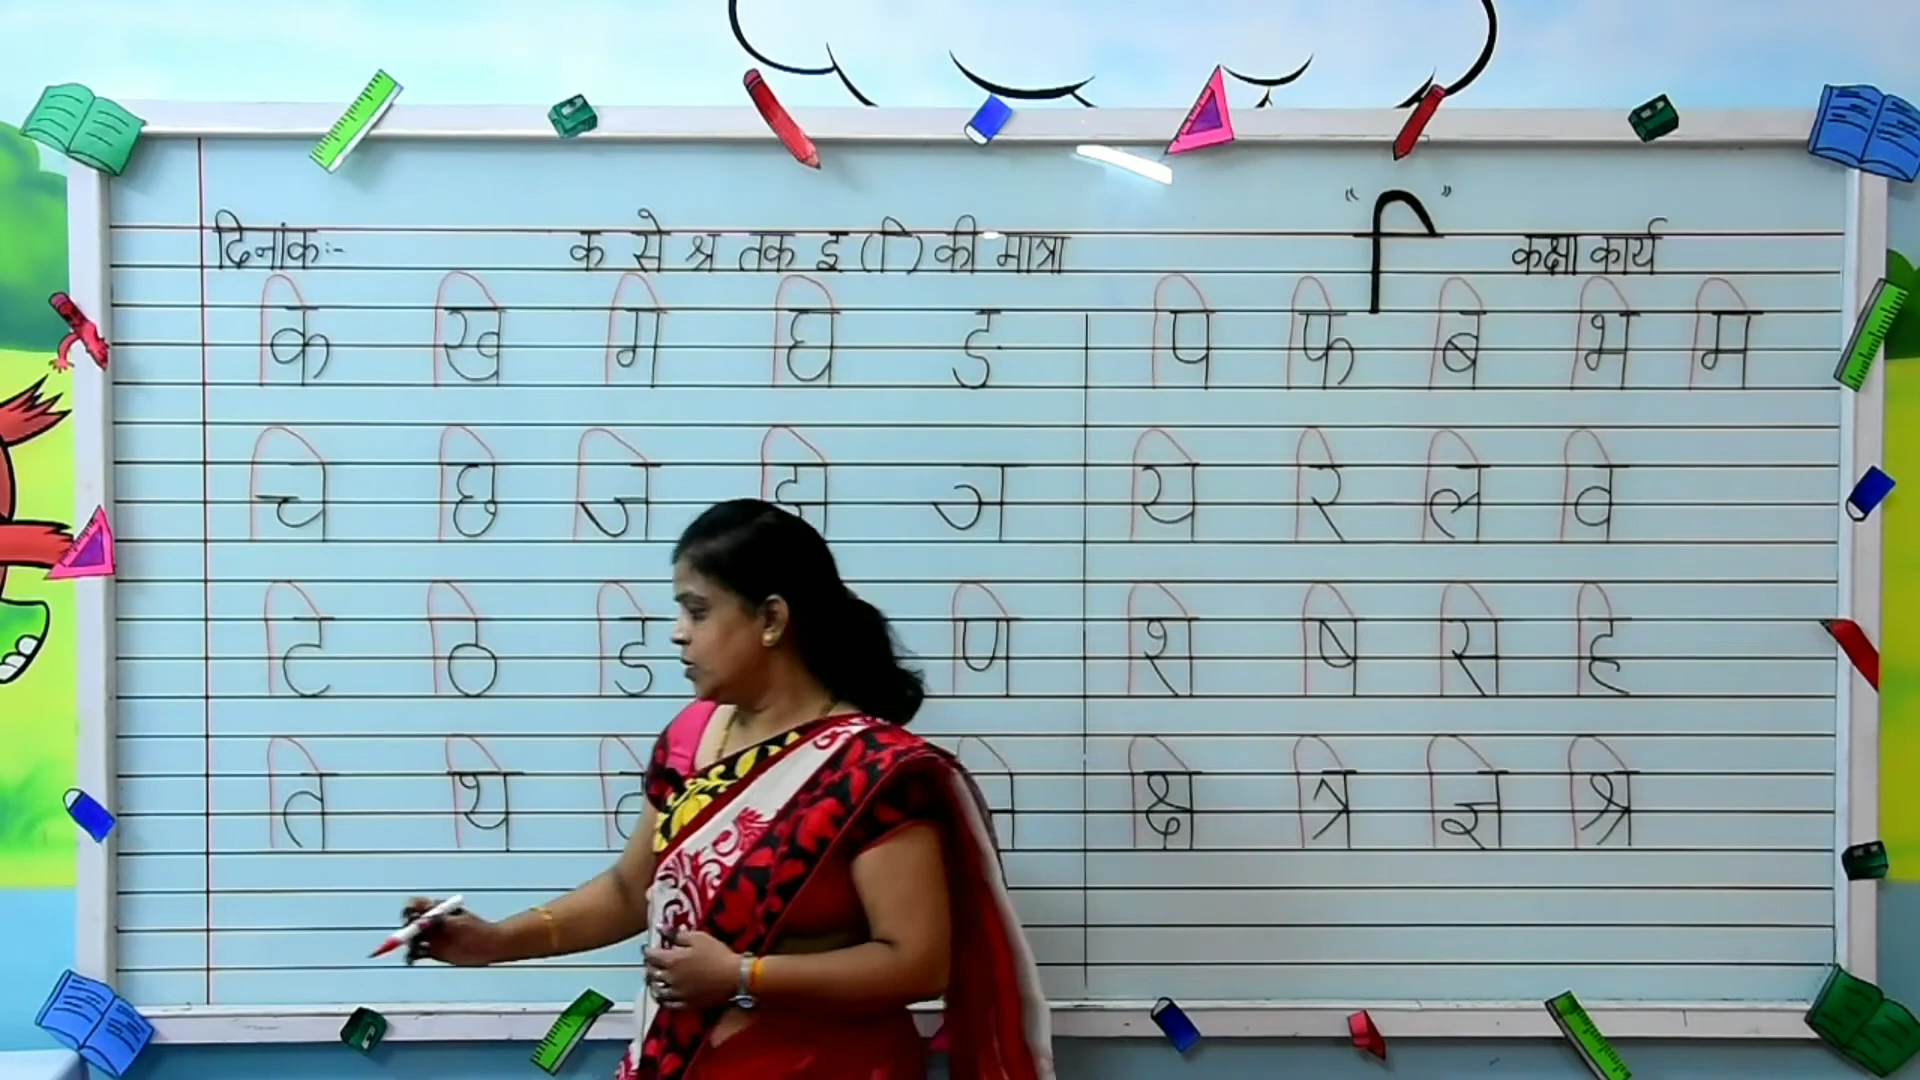 दिनांकः- क से श्र तक इ (ि) की मात्रा "ि" कक्षा कार्य
कि खि गि घि ङ पि फि बि भि मि
चि छि जि झि ञ यि रि लि वि
टि ठि डि णि शि षि सि हि
ति थि क्षि त्रि ज्ञि श्रि